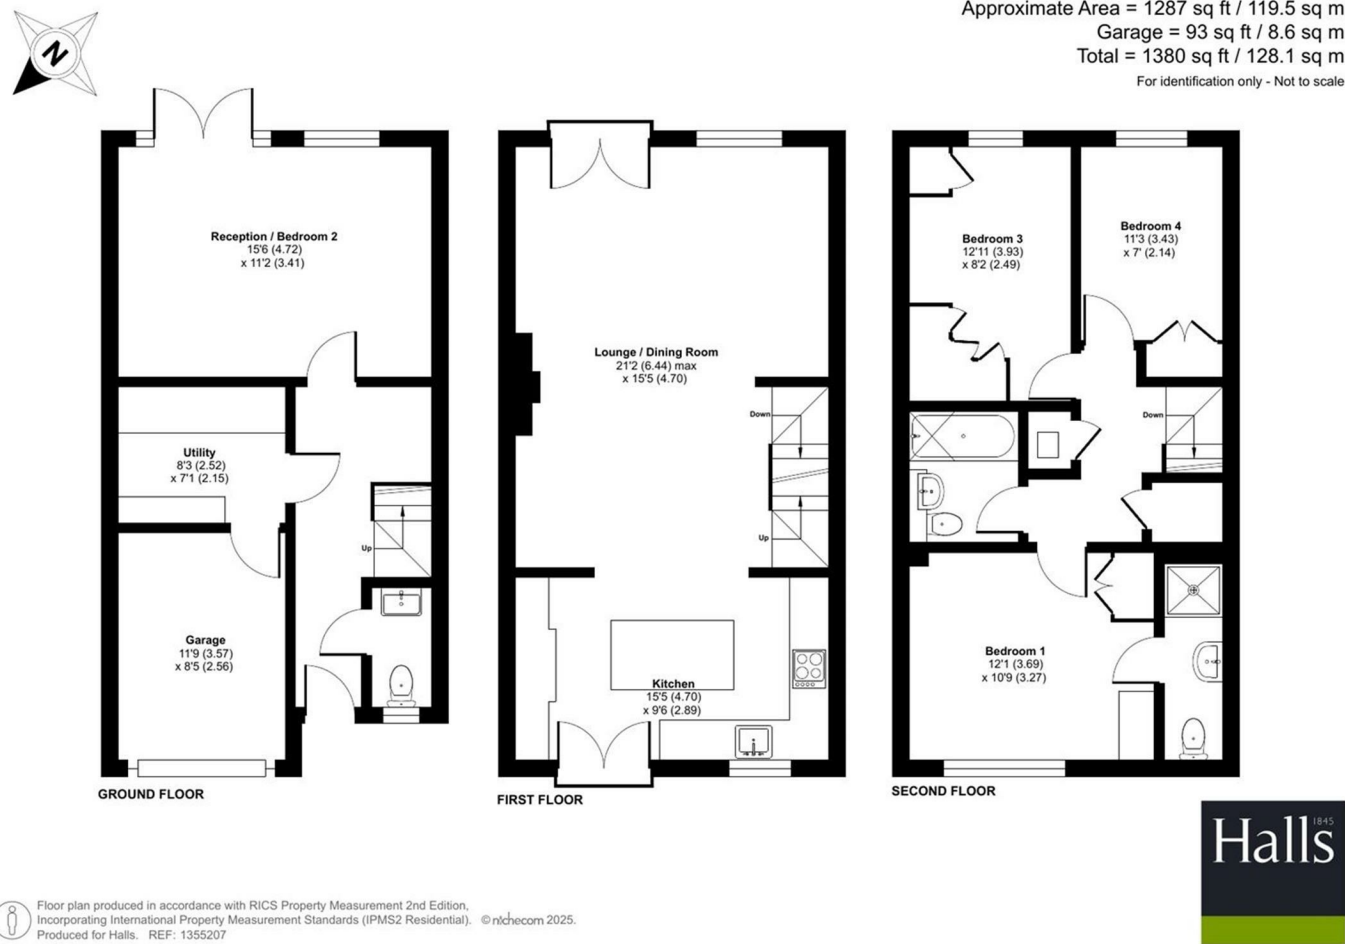 Approximate Area = 1287 sq ft / 119.5 sq m
Garage = 93 sq ft / 8.6 sq m
Total = 1380 sq ft / 128.1 sq m
For identification only - Not to scale
N
Reception / Bedroom 2
15'6 (4.72)
x 11'2 (3.41)
Utility
8'3 (2.52)
x 7'1 (2.15)
Up
Garage
11'9 (3.57)
x 8'5 (2.56)
GROUND FLOOR
Lounge / Dining Room
21'2 (6.44) max
x 15'5 (4.70)
Down
Up
Kitchen
15'5 (4.70)
x 9'6 (2.89)
FIRST FLOOR
Bedroom 3
12'11 (3.93)
x 8'2 (2.49)
Bedroom 4
11'3 (3.43)
x 7' (2.14)
Down
Bedroom 1
12'1 (3.69)
x 10'9 (3.27)
SECOND FLOOR
Halls
1845
Floor plan produced in accordance with RICS Property Measurement 2nd Edition,
Incorporating International Property Measurement Standards (IPMS2 Residential). © nichecom 2025.
Produced for Halls. REF: 1355207